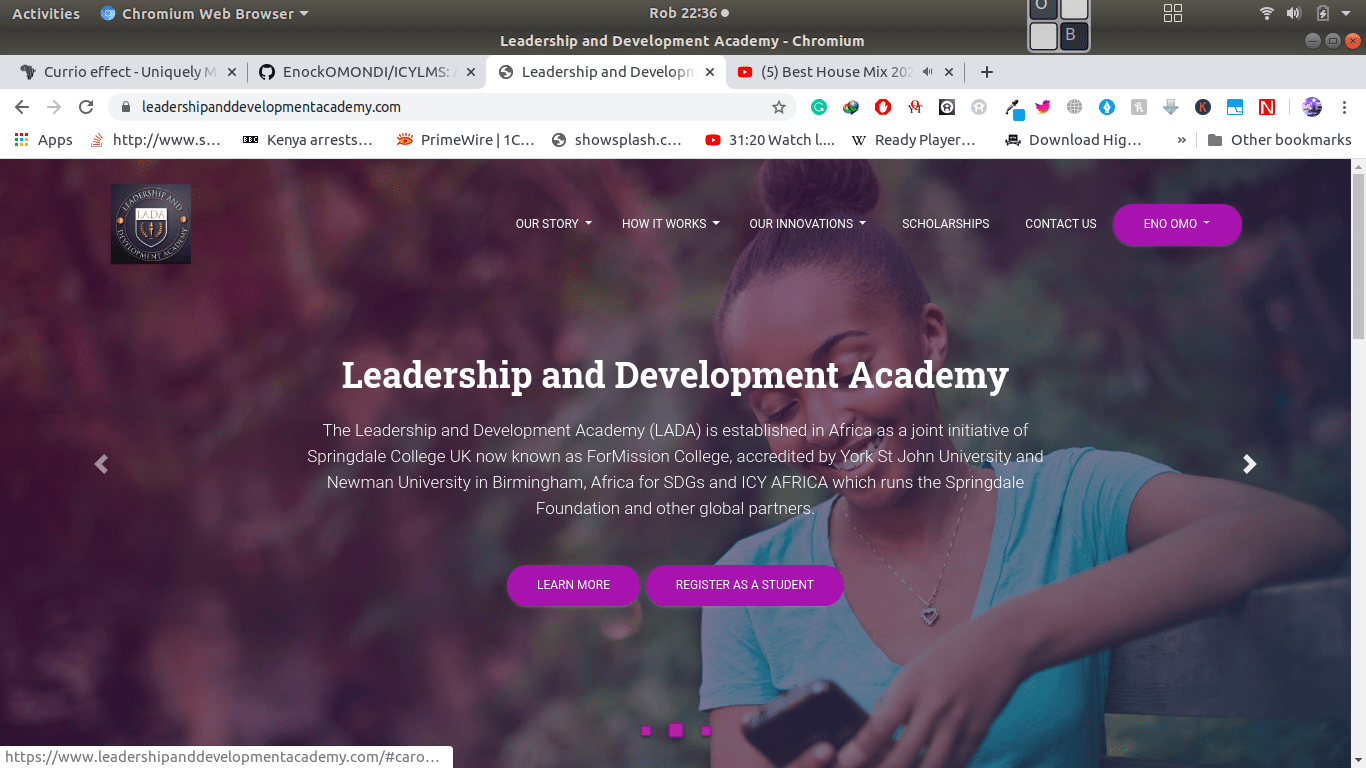 Activities
Chromium Web Browser
Rob 22:36
O
B
Leadership and Development Academy - Chromium
Currio effect - Uniquely M
EnockOMONDI/ICYLMS: A
Leadership and Developm
(5) Best House Mix 202
leadershipanddevelopmentacademy.com
Apps
http://www.s...
Kenya arrests...
PrimeWire | 1C...
showsplash.c...
31:20 Watch l....
W
Ready Player...
Download Hig...
»
Other bookmarks
LEADERSHIP AND
LADA
DEVELOPMENT ACADEMY
OUR STORY
HOW IT WORKS
OUR INNOVATIONS
SCHOLARSHIPS
CONTACT US
ENO OMO
Leadership and Development Academy
The Leadership and Development Academy (LADA) is established in Africa as a joint initiative of
Springdale College UK now known as ForMission College, accredited by York St John University and
Newman University in Birmingham, Africa for SDGs and ICY AFRICA which runs the Springdale
Foundation and other global partners.
LEARN MORE
REGISTER AS A STUDENT
https://www.leadershipanddevelopmentacademy.com/#caro...